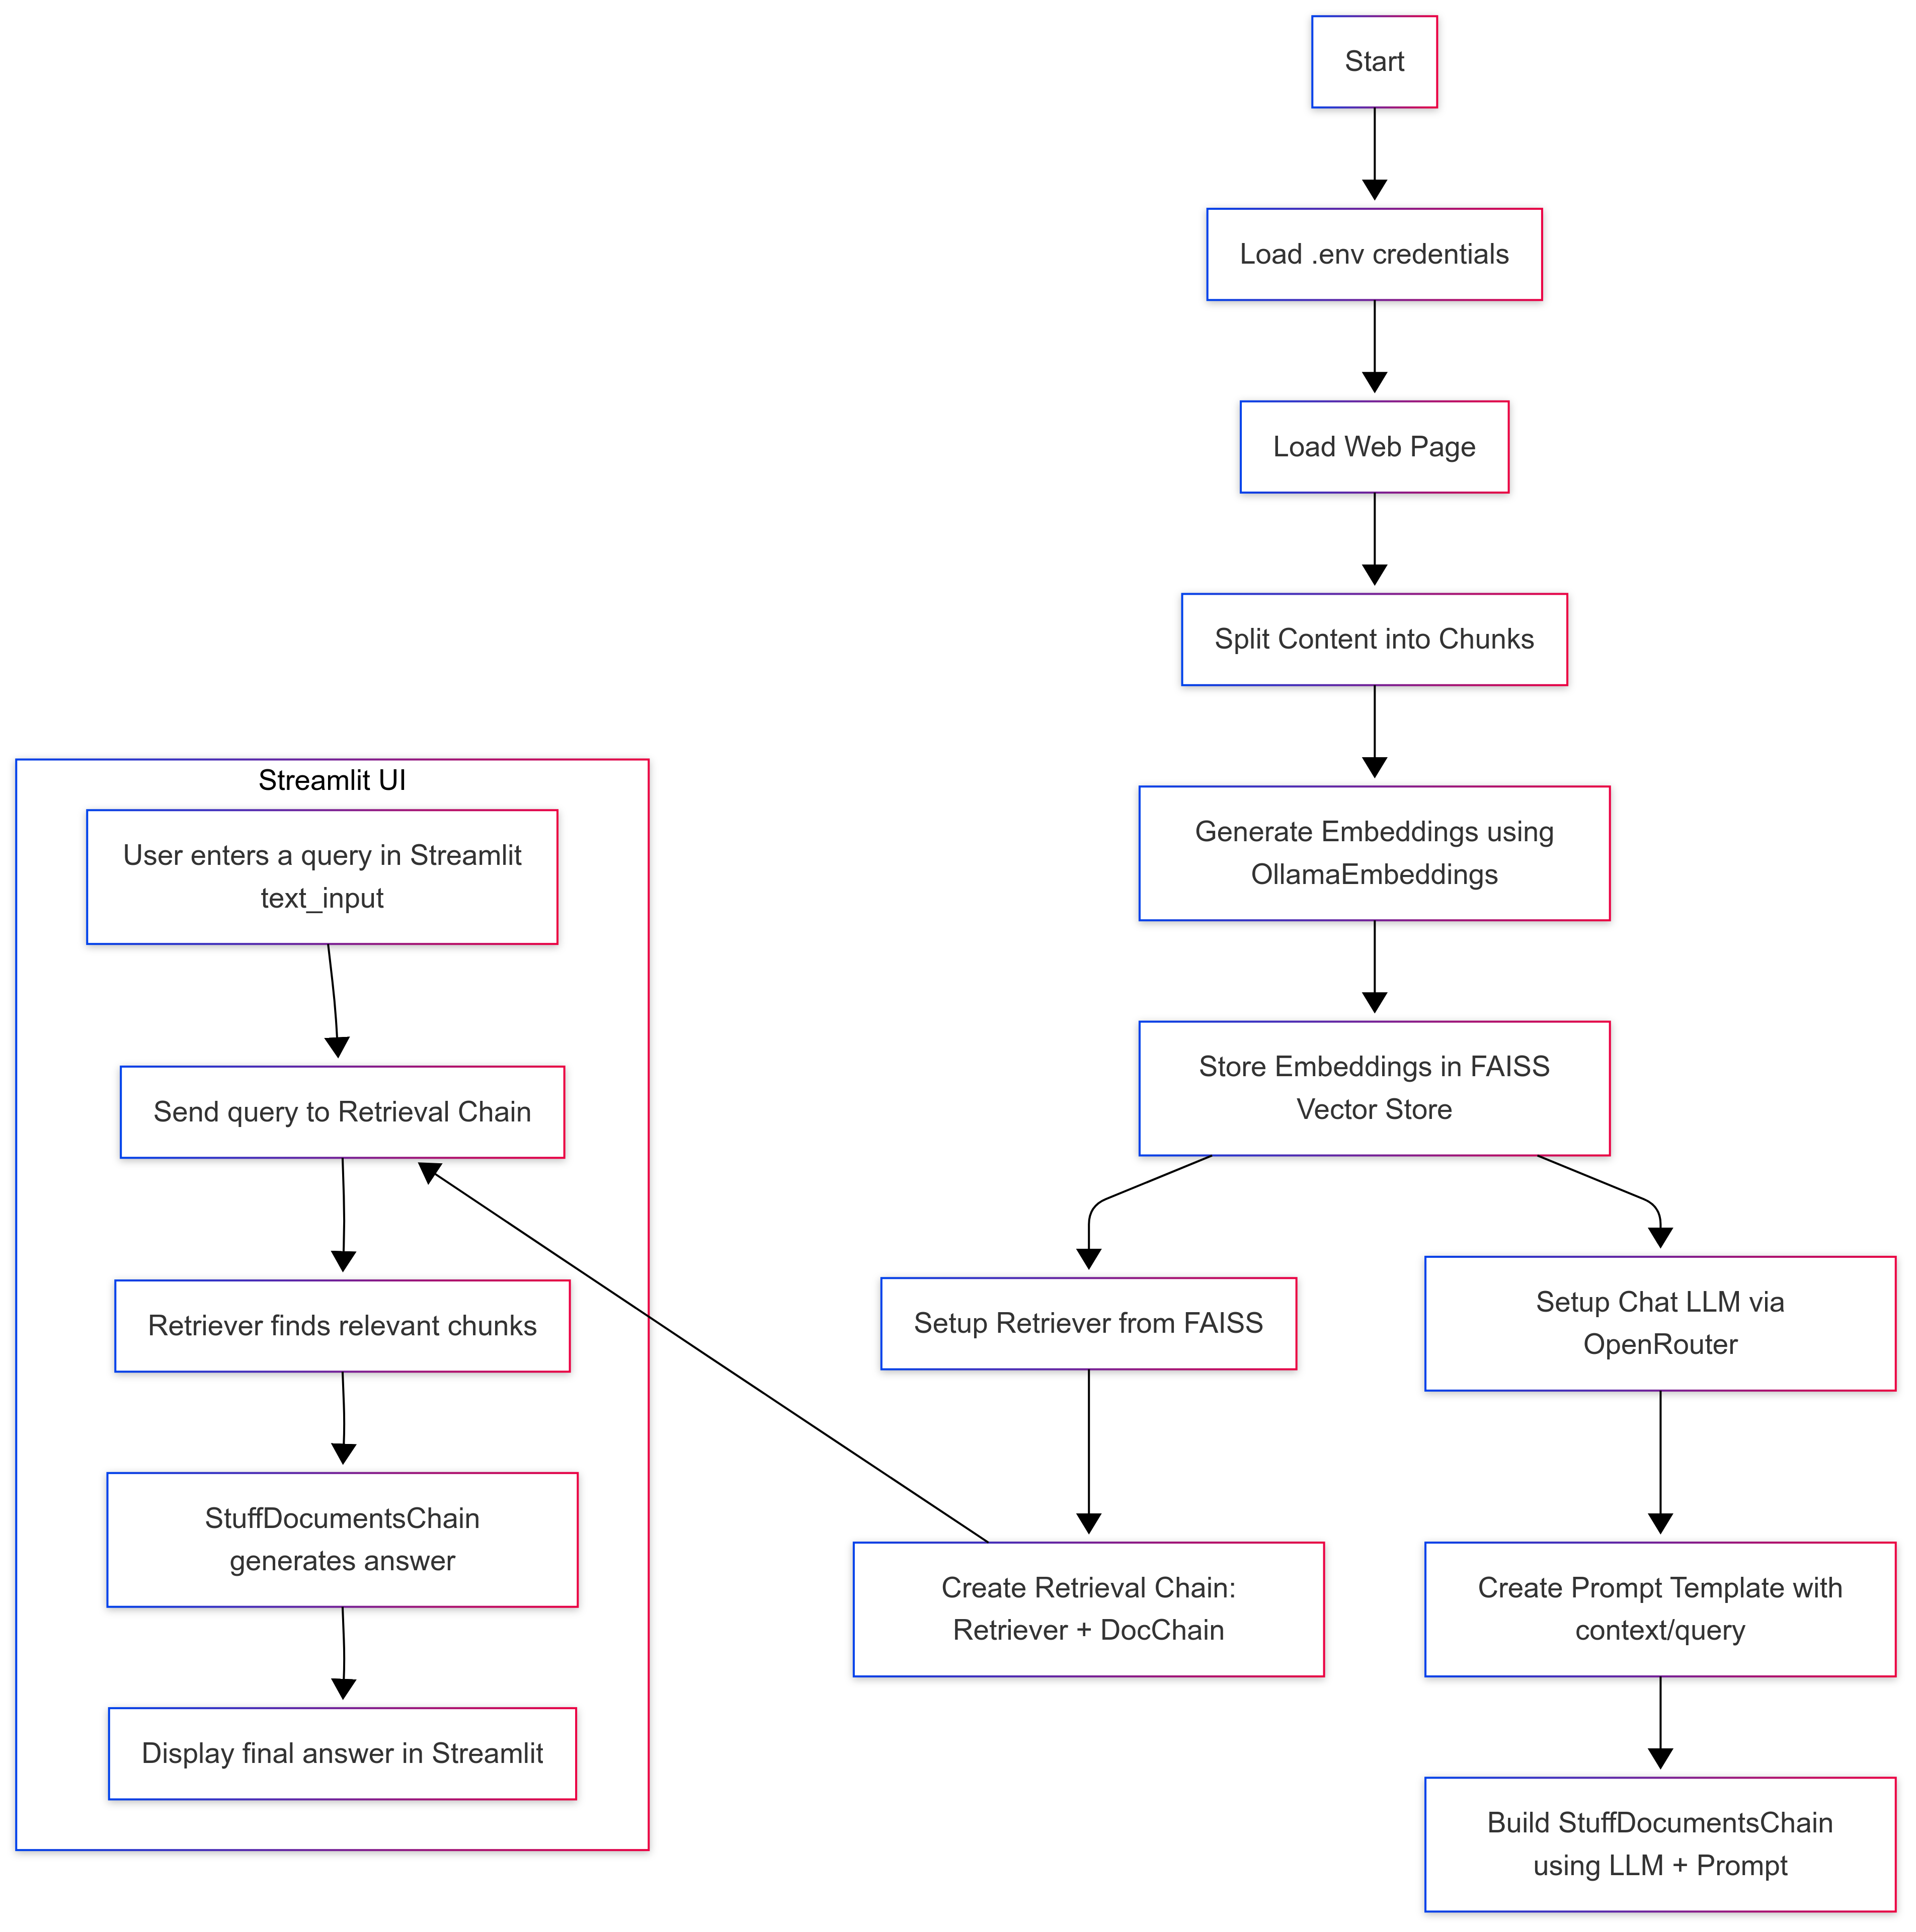 Start
Load .env credentials
Load Web Page
Split Content into Chunks
Generate Embeddings using
OllamaEmbeddings
Store Embeddings in FAISS
Vector Store
Setup Retriever from FAISS
Setup Chat LLM via
OpenRouter
Create Retrieval Chain:
Retriever + DocChain
Create Prompt Template with
context/query
Build StuffDocumentsChain
using LLM + Prompt
Streamlit UI
User enters a query in Streamlit
text_input
Send query to Retrieval Chain
Retriever finds relevant chunks
StuffDocumentsChain
generates answer
Display final answer in Streamlit